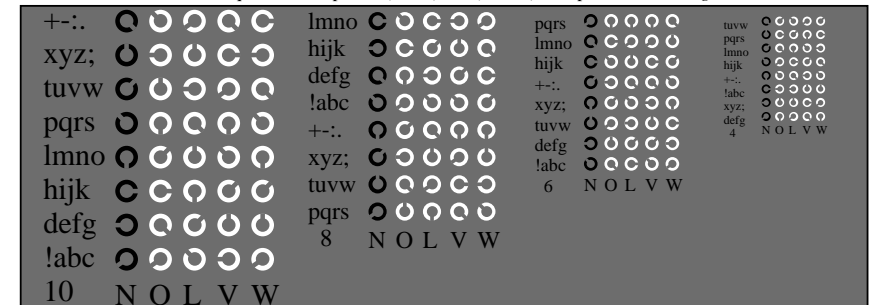 +-:.
xyz;
tuvw
pqrs
lmno
hijk
defg
!abc
10 N O L V W
lmno
hijk
defg
!abc
+-:.
xyz;
tuvw
pqrs
8 N O L V W
pqrs
lmno
hijk
+-:.
xyz;
tuvw
defg
!abc
6 N O L V W
tuvw
pqrs
lmno
hijk
+-:.
!abc
xyz;
defg
4 N O L V W